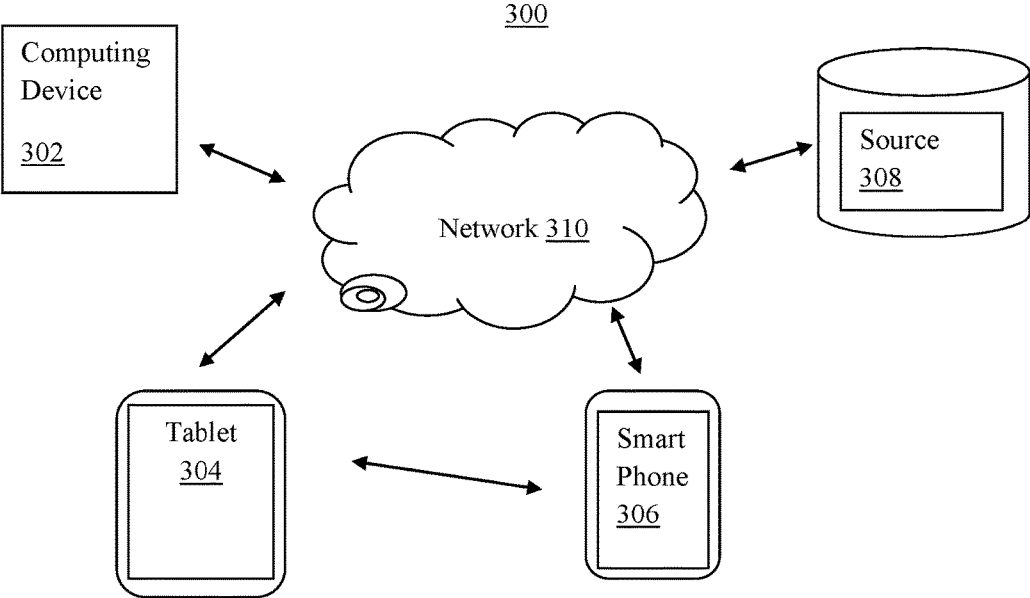 300
Computing
Device
302
Source
308
Network 310
Tablet
304
Smart
Phone
306